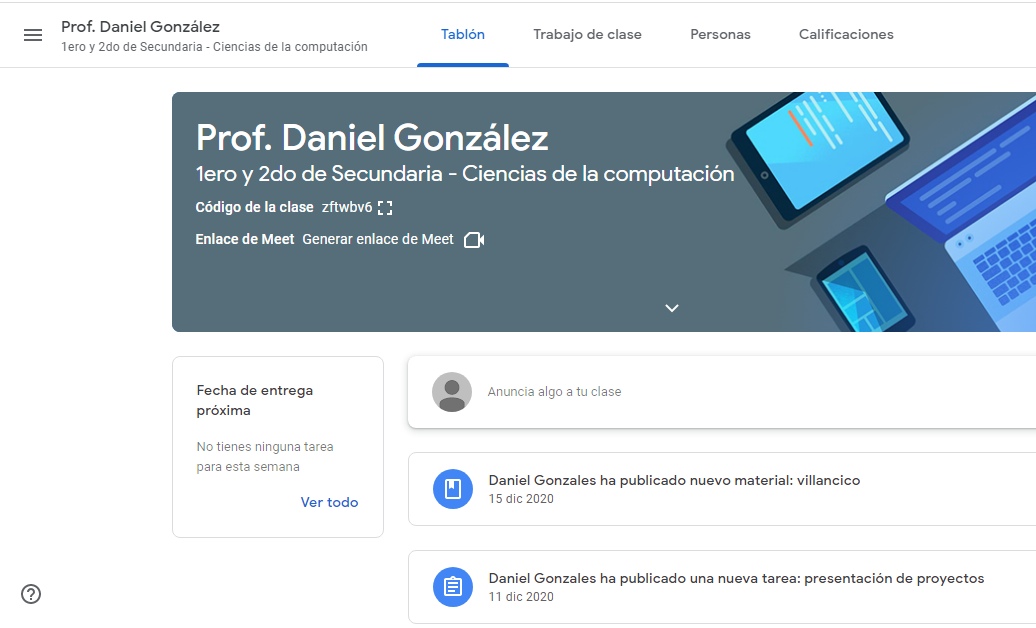 Prof. Daniel González
1ero y 2do de Secundaria - Ciencias de la computación
Tablón
Trabajo de clase
Personas
Calificaciones
Prof. Daniel González
1ero y 2do de Secundaria - Ciencias de la computación
Código de la clase zftwbv6
Enlace de Meet Generar enlace de Meet
Fecha de entrega
próxima
No tienes ninguna tarea
para esta semana
Ver todo
Anuncia algo a tu clase
Daniel Gonzales ha publicado nuevo material: villancico
15 dic 2020
Daniel Gonzales ha publicado una nueva tarea: presentación de proyectos
11 dic 2020